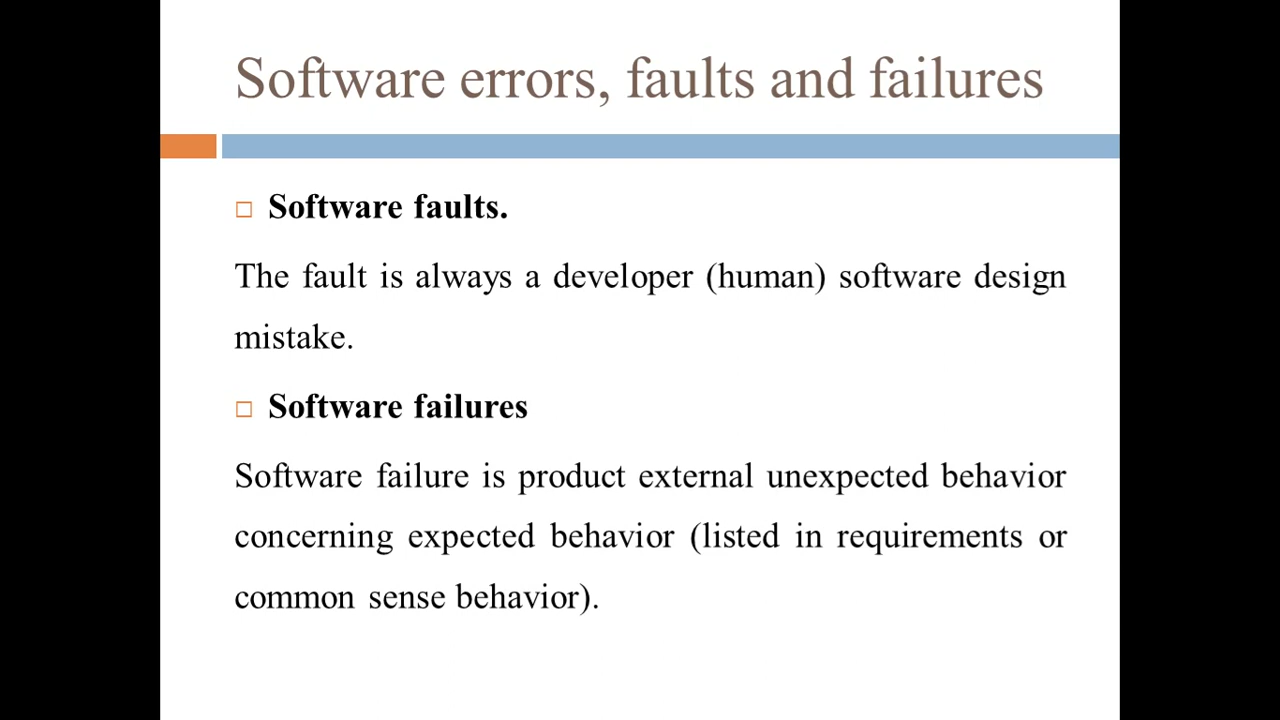 Software errors, faults and failures
Software faults.
The fault is always a developer (human) software design
mistake.
Software failures
Software failure is product external unexpected behavior
concerning expected behavior (listed in requirements or
common sense behavior).